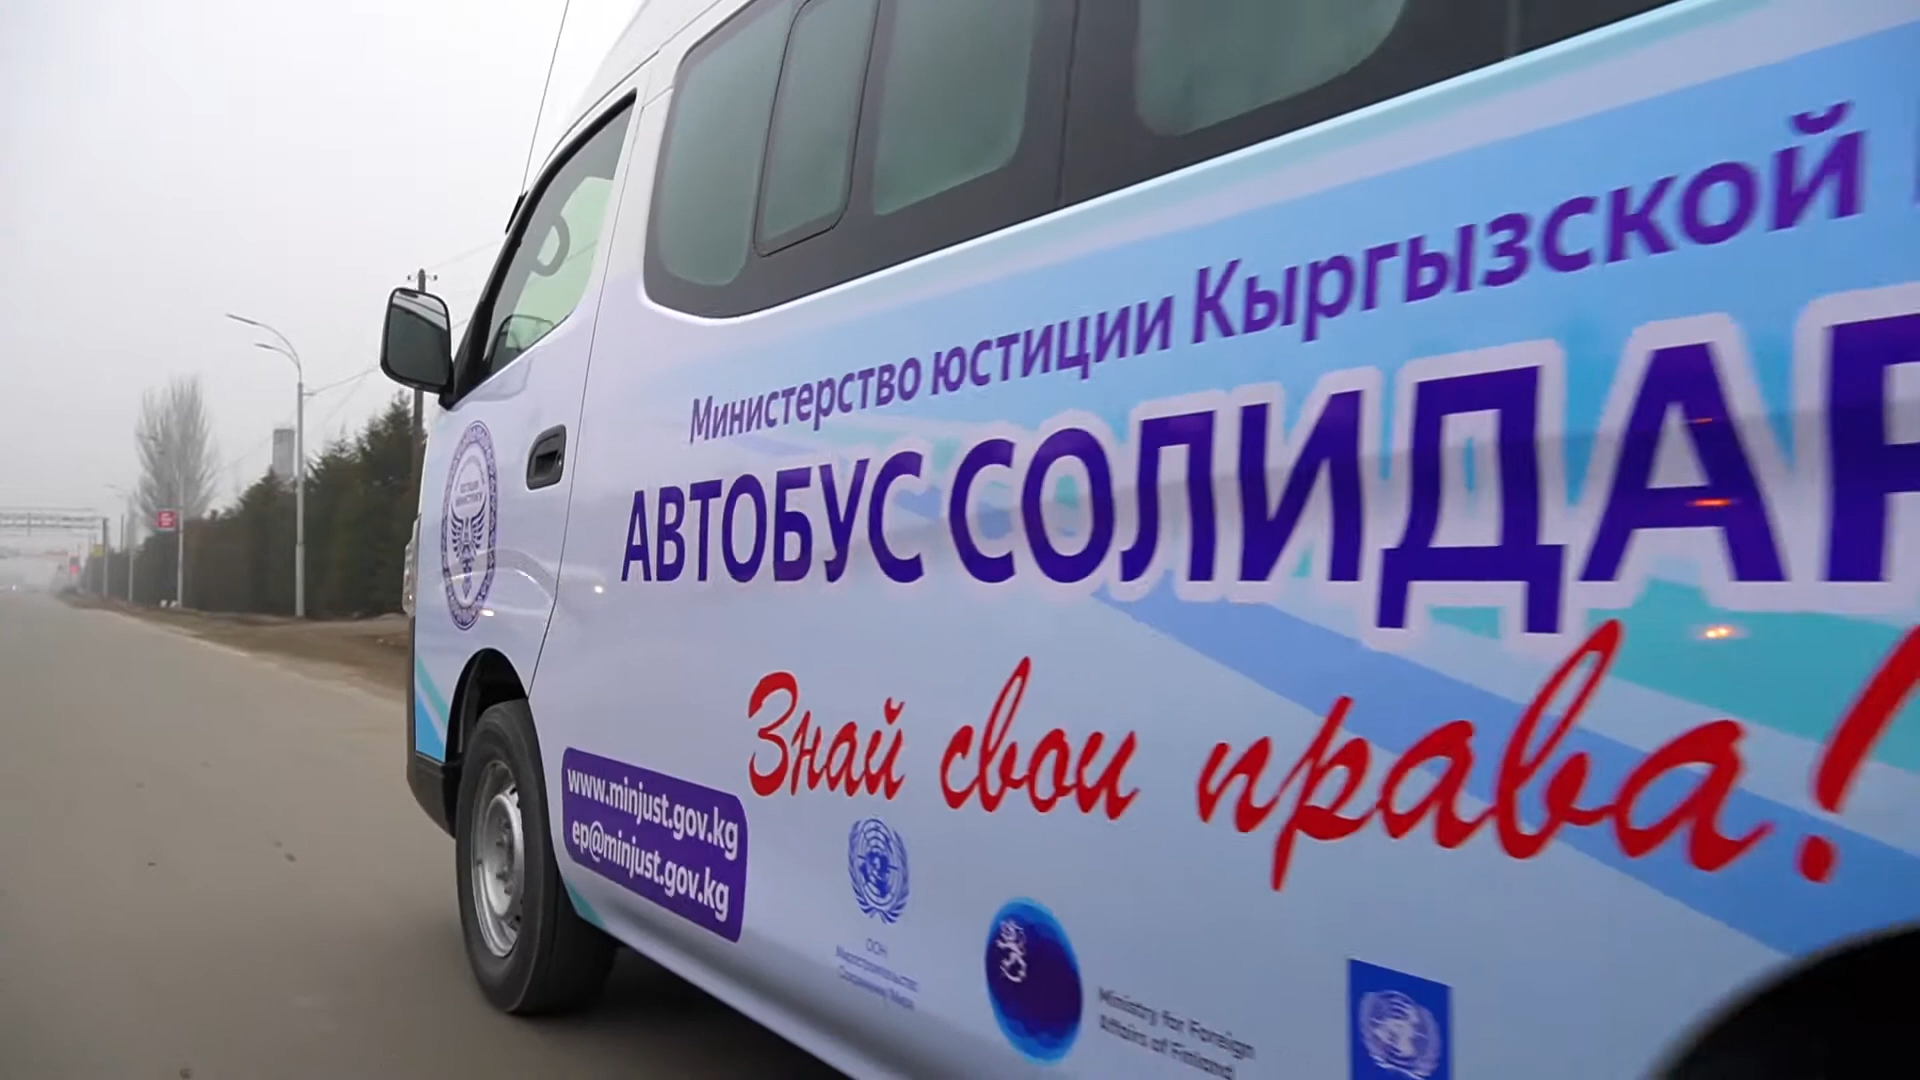 Министерство юстиции Кыргызской
АВТОБУС СОЛИДАР
Знай свои права!
www.minjust.gov.kg
ep@minjust.gov.kg
ООН
Ministry for Foreign
Affairs of Finland